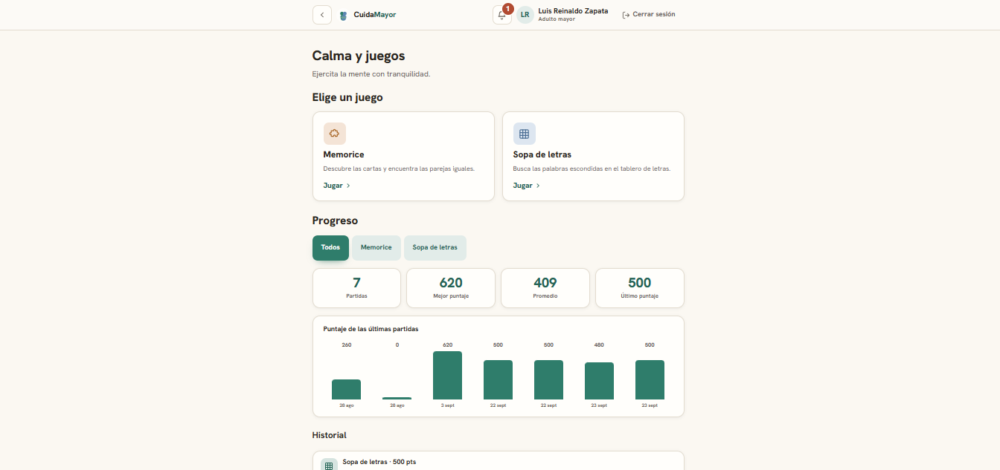 CuidaMayor
1
LR
Luis Reinaldo Zapata
Adulto mayor
Cerrar sesión
Calma y juegos
Ejercita la mente con tranquilidad.
Elige un juego
Memorice
Descubre las cartas y encuentra las parejas iguales.
Jugar
Sopa de letras
Busca las palabras escondidas en el tablero de letras.
Jugar
Progreso
Todos Memorice Sopa de letras
7
Partidas
620
Mejor puntaje
409
Promedio
500
Último puntaje
Puntaje de las últimas partidas
260 0 620 500 500 480 500
28 ago 28 ago 3 sept 22 sept 22 sept 23 sept 23 sept
Historial
Sopa de letras · 500 pts